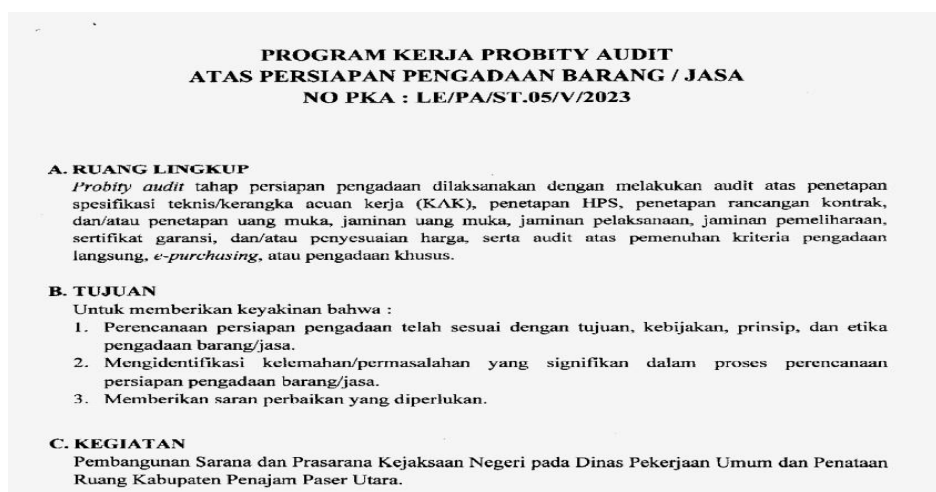 PROGRAM KERJA PROBITY AUDIT
ATAS PERSIAPAN PENGADAAN BARANG / JASA
NO PKA : LE/PA/ST.05/V/2023
A. RUANG LINGKUP
Probity audit tahap persiapan pengadaan dilaksanakan dengan melakukan audit atas penetapan
spesifikasi teknis/kerangka acuan kerja (KAK), penetapan HPS, penetapan rancangan kontrak,
dan/atau penetapan uang muka, jaminan uang muka, jaminan pelaksanaan, jaminan pemeliharaan,
sertifikat garansi, dan/atau penyesuaian harga, serta audit atas pemenuhan kriteria pengadaan
langsung, e-purchasing, atau pengadaan khusus.
B. TUJUAN
Untuk memberikan keyakinan bahwa :
1. Perencanaan persiapan pengadaan telah sesuai dengan tujuan, kebijakan, prinsip, dan etika
pengadaan barang/jasa.
2. Mengidentifikasi kelemahan/permasalahan yang signifikan dalam proses perencanaan
persiapan pengadaan barang/jasa.
3. Memberikan saran perbaikan yang diperlukan.
C. KEGIATAN
Pembangunan Sarana dan Prasarana Kejaksaan Negeri pada Dinas Pekerjaan Umum dan Penataan
Ruang Kabupaten Penajam Paser Utara.